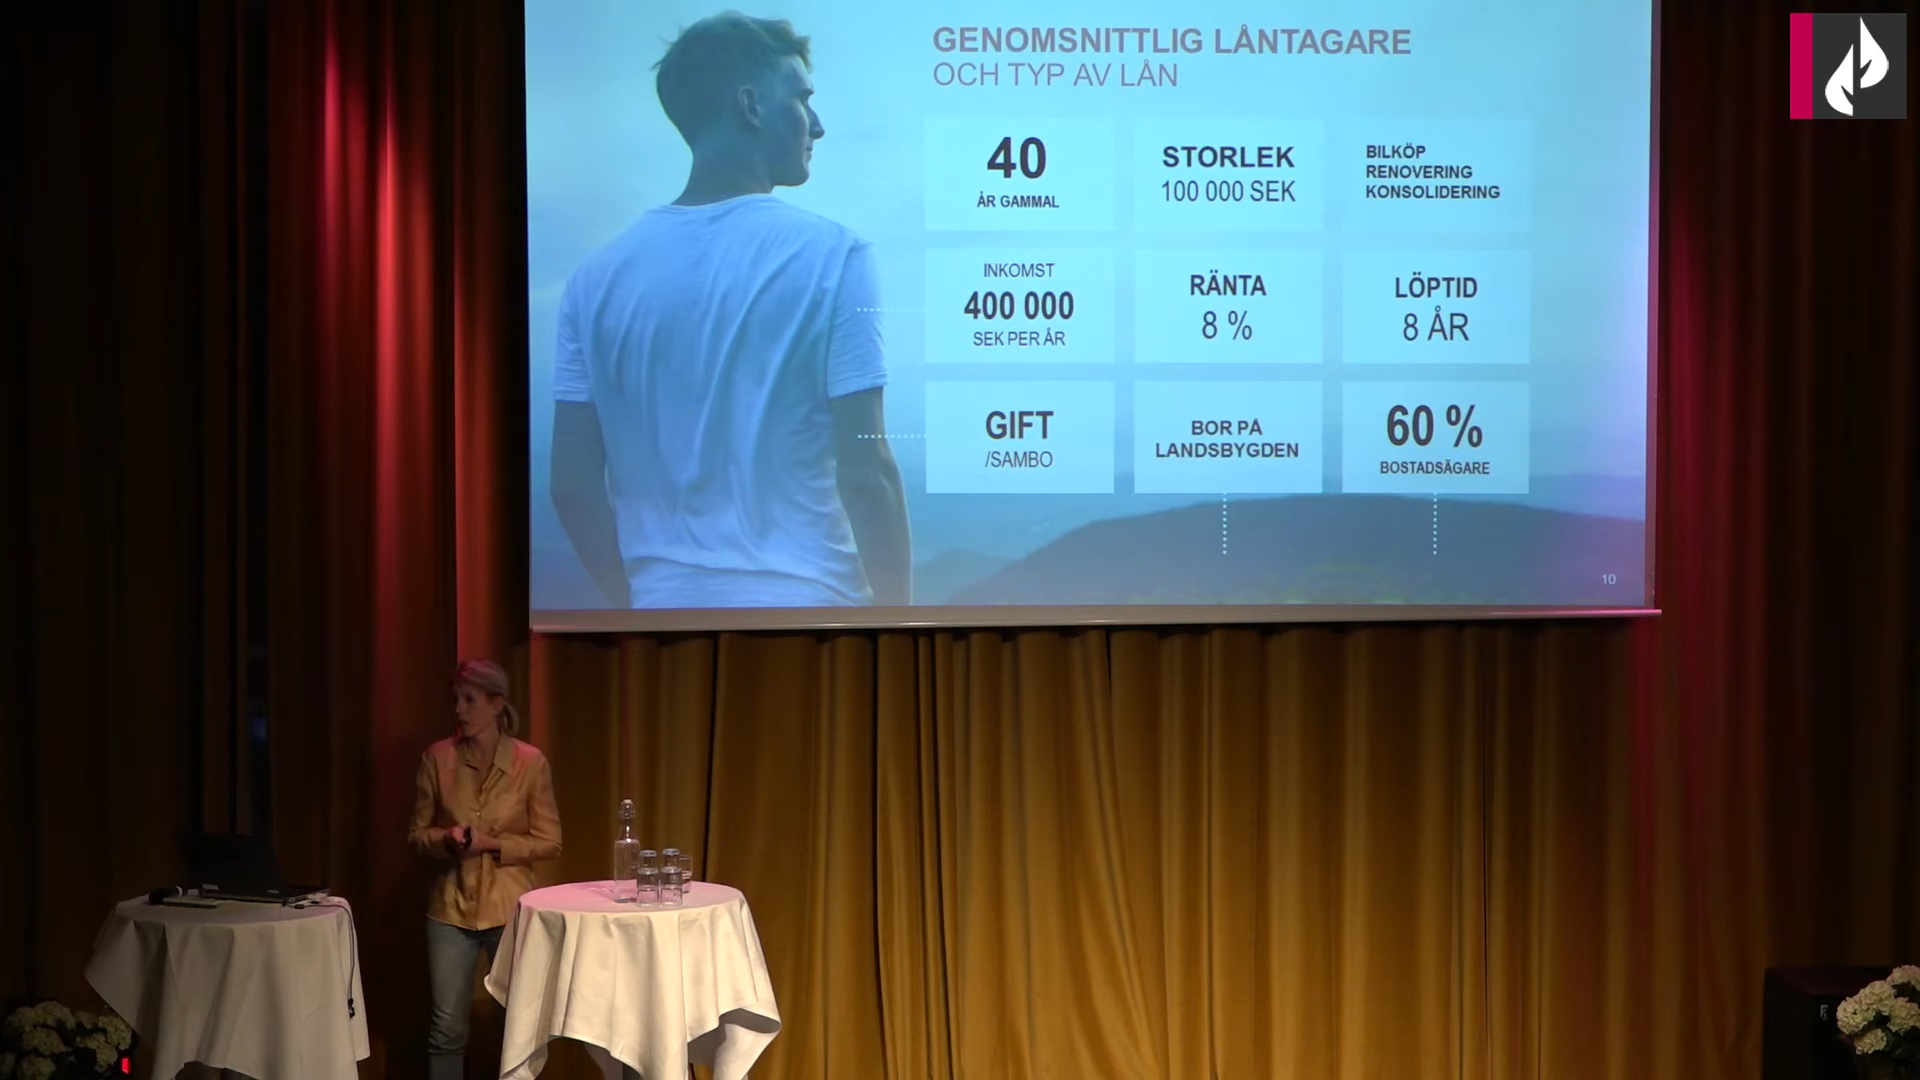 GENOMSNITTLIG LÅNTAGARE
OCH TYP AV LÅN
40
ÅR GAMMAL
STORLEK
100 000 SEK
BILKÖP
RENOVERING
KONSOLIDERING
INKOMST
400 000
SEK PER ÅR
RÄNTA
8 %
LÖPTID
8 ÅR
GIFT
/SAMBO
BOR PÅ
LANDSBYGDEN
60 %
BOSTADSÄGARE
10